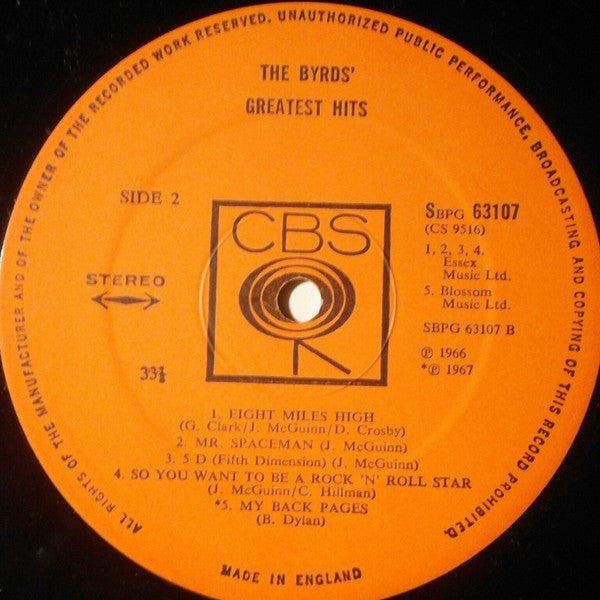 ALL RIGHTS OF THE MANUFACTURER AND OF THE OWNER OF THE RECORDED WORK RESERVED. UNAUTHORIZED PUBLIC PERFORMANCE, BROADCASTING AND COPYING OF THIS RECORD PROHIBITED.
THE BYRDS'
GREATEST HITS
SIDE 2
CBS
STEREO
33⅓
SBPG 63107
(CS 9516)
1, 2, 3, 4.
Essex
Music Ltd.
5. Blossom
Music Ltd.
SBPG 63107 B
℗ 1966
*℗ 1967
1. EIGHT MILES HIGH
(G. Clark/J. McGuinn/D. Crosby)
2. MR. SPACEMAN (J. McGuinn)
3. 5 D (Fifth Dimension) (J. McGuinn)
4. SO YOU WANT TO BE A ROCK 'N' ROLL STAR
(J. McGuinn/C. Hillman)
*5. MY BACK PAGES
(B. Dylan)
MADE IN ENGLAND